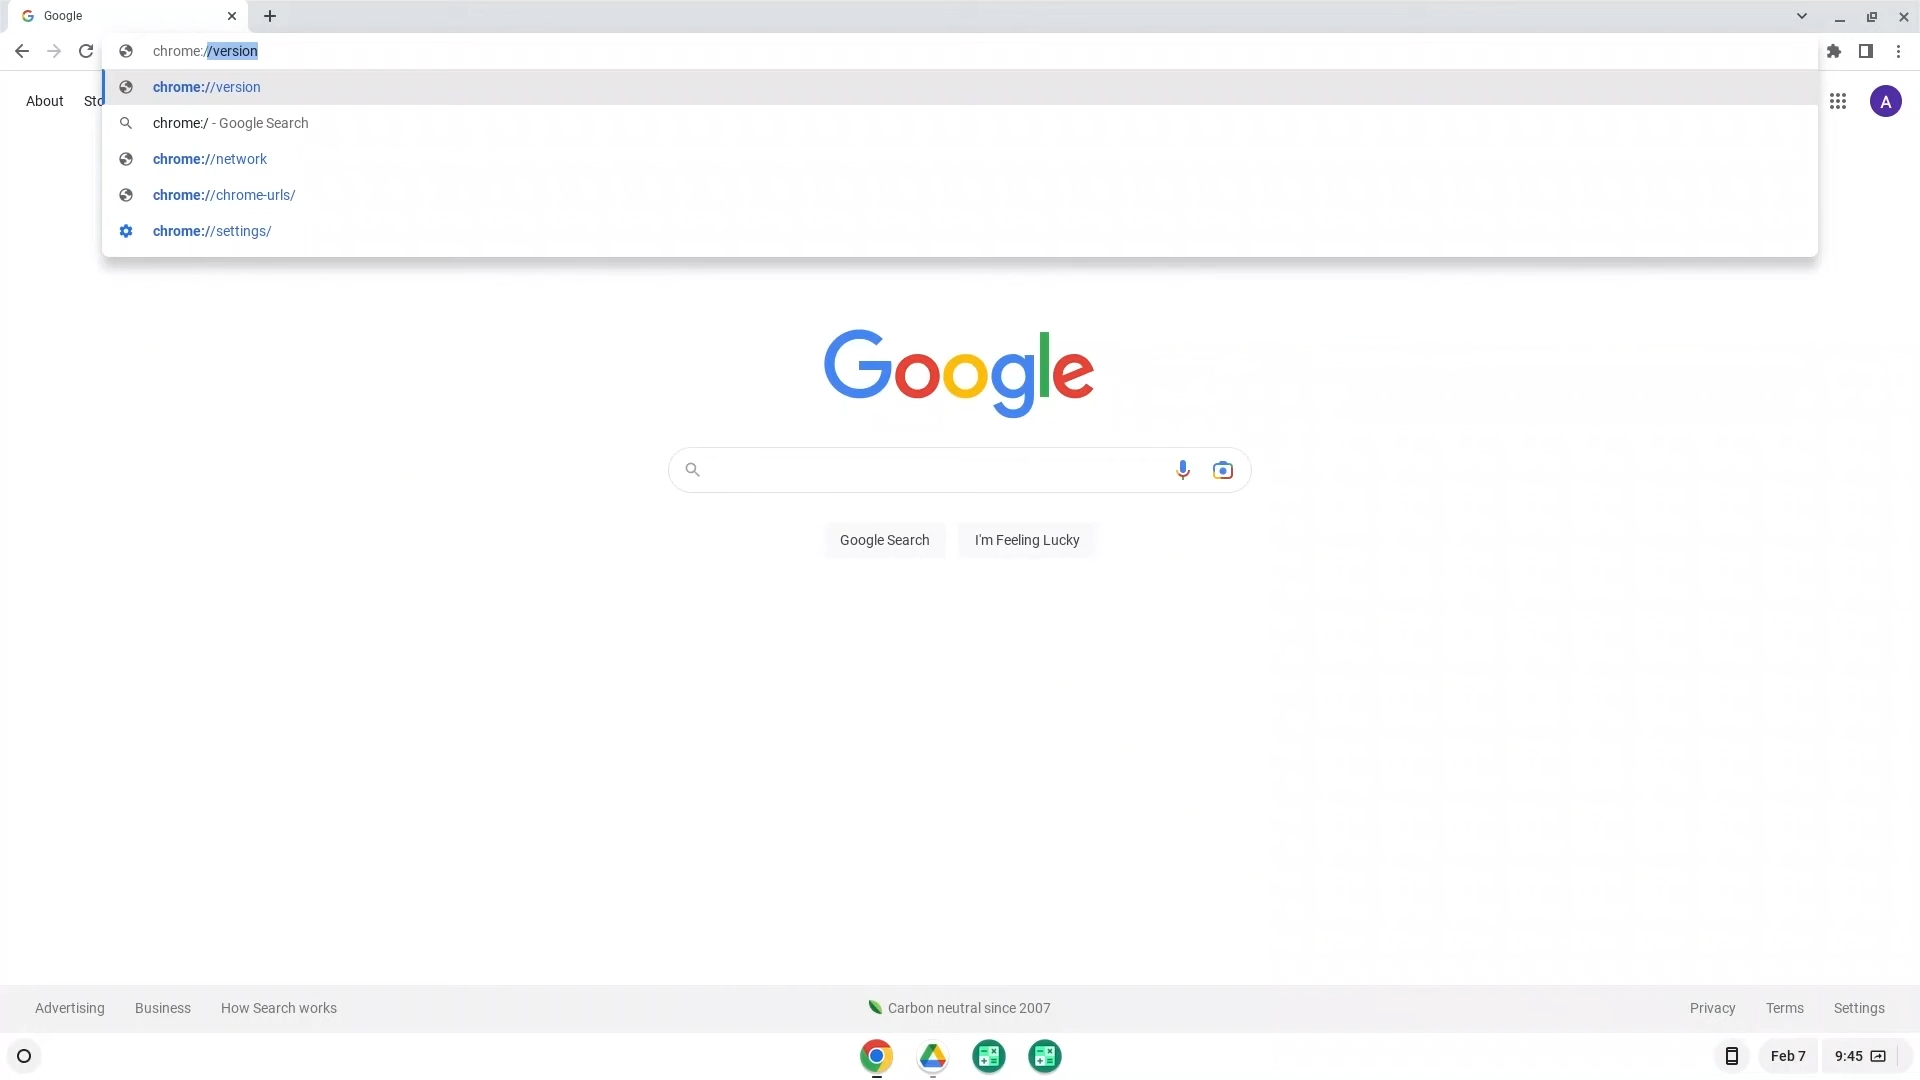 Google
chrome://version
chrome://version
chrome:/ - Google Search
chrome://network
chrome://chrome-urls/
chrome://settings/
About Sto
A
Google
Google Search I'm Feeling Lucky
Advertising Business How Search works Carbon neutral since 2007 Privacy Terms Settings
Feb 7 9:45